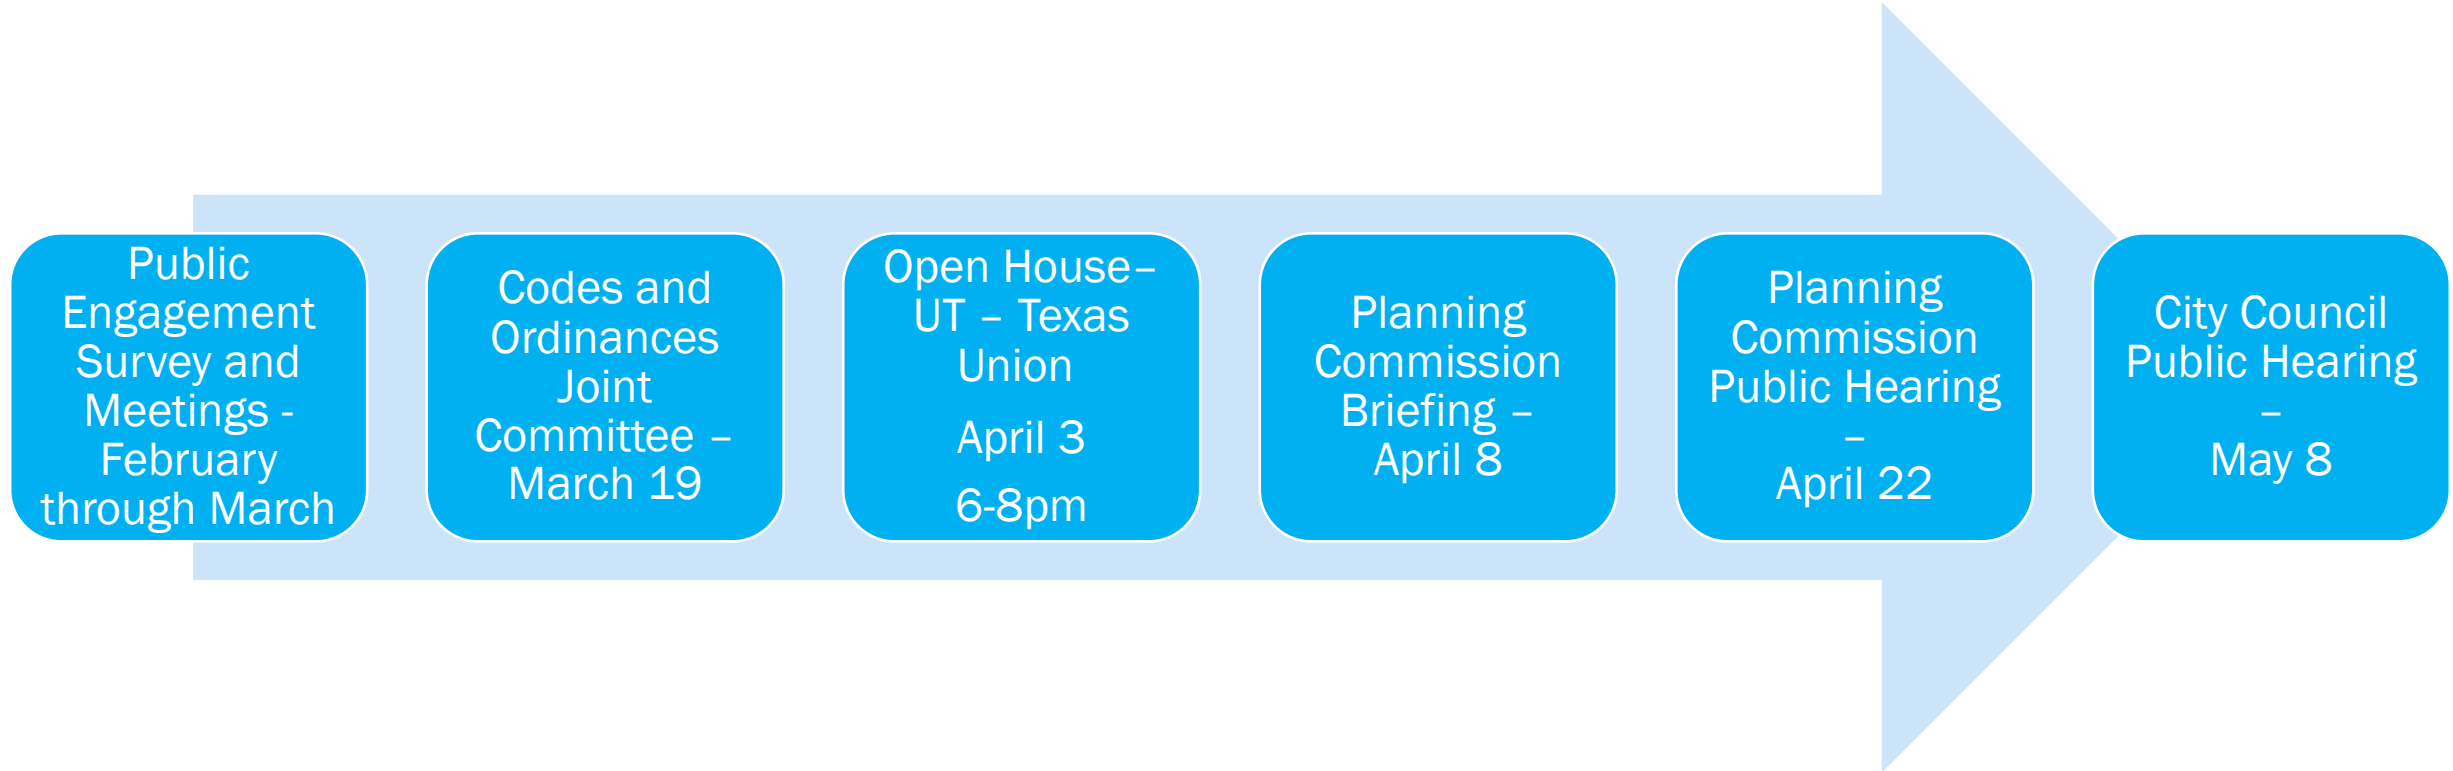 Public
Engagement
Survey and
Meetings -
February
through March
Codes and
Ordinances
Joint
Committee –
March 19
Open House–
UT – Texas
Union
April 3
6-8pm
Planning
Commission
Briefing –
April 8
Planning
Commission
Public Hearing
–
April 22
City Council
Public Hearing
–
May 8